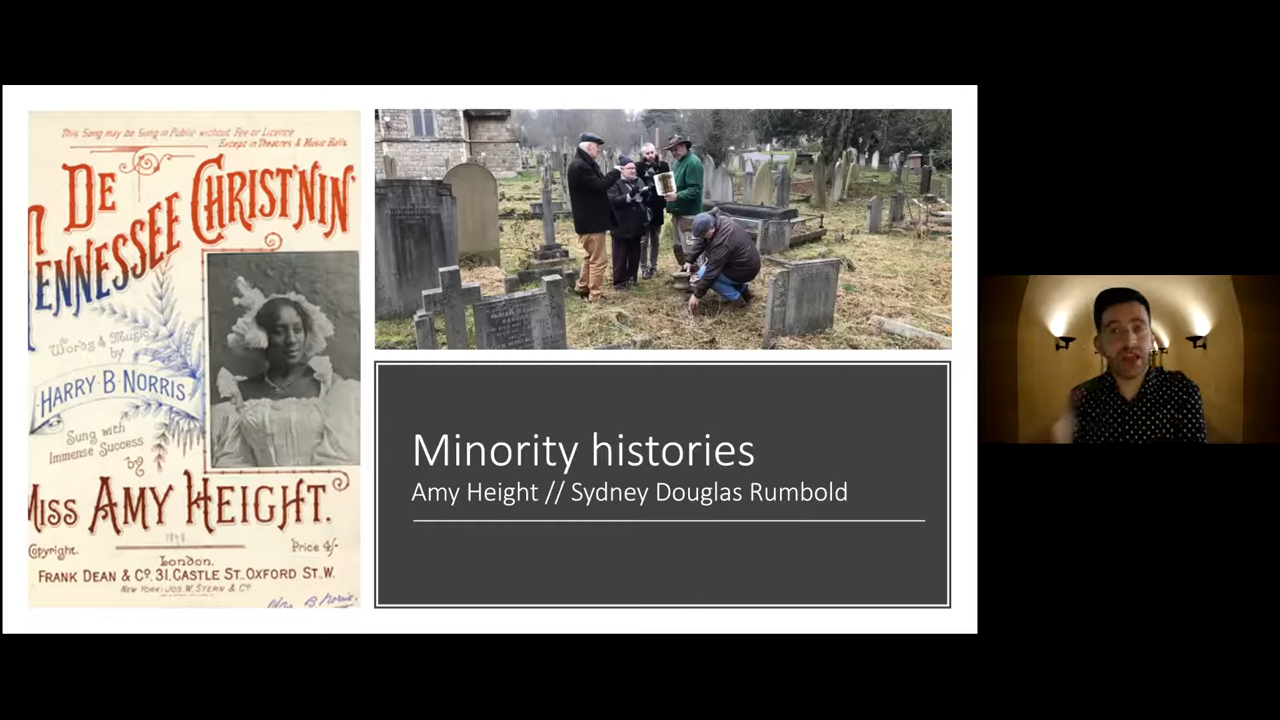 This Song may be Sung in Public without Fee or Licence
Except in Theatres & Music Halls.
DE
TENNESSEE CHRIST'NIN'
Words & Music
by
HARRY B NORRIS
Sung with
Immense Success
by
MISS AMY HEIGHT.
Copyright.
Price 4/-
London.
FRANK DEAN & Co. 31, CASTLE ST. OXFORD ST. W.
NEW YORK: JOS. W. STERN & Co
Minority histories
Amy Height // Sydney Douglas Rumbold